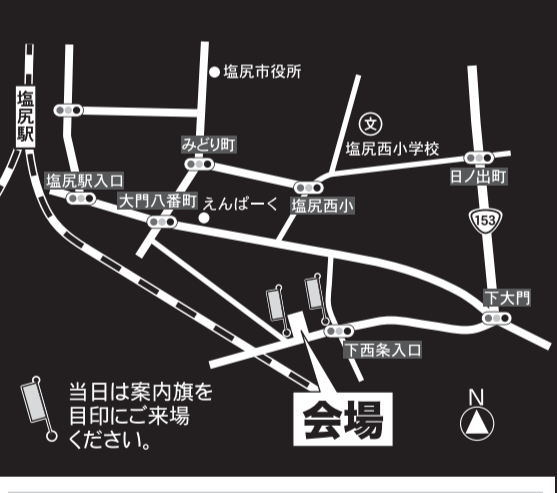 塩尻市役所
塩尻駅
文
塩尻西小学校
みどり町
日ノ出町
塩尻駅入口
大門八番町
えんぱーく
塩尻西小
153
下大門
下西条入口
当日は案内旗を
目印にご来場
ください。
会場
N